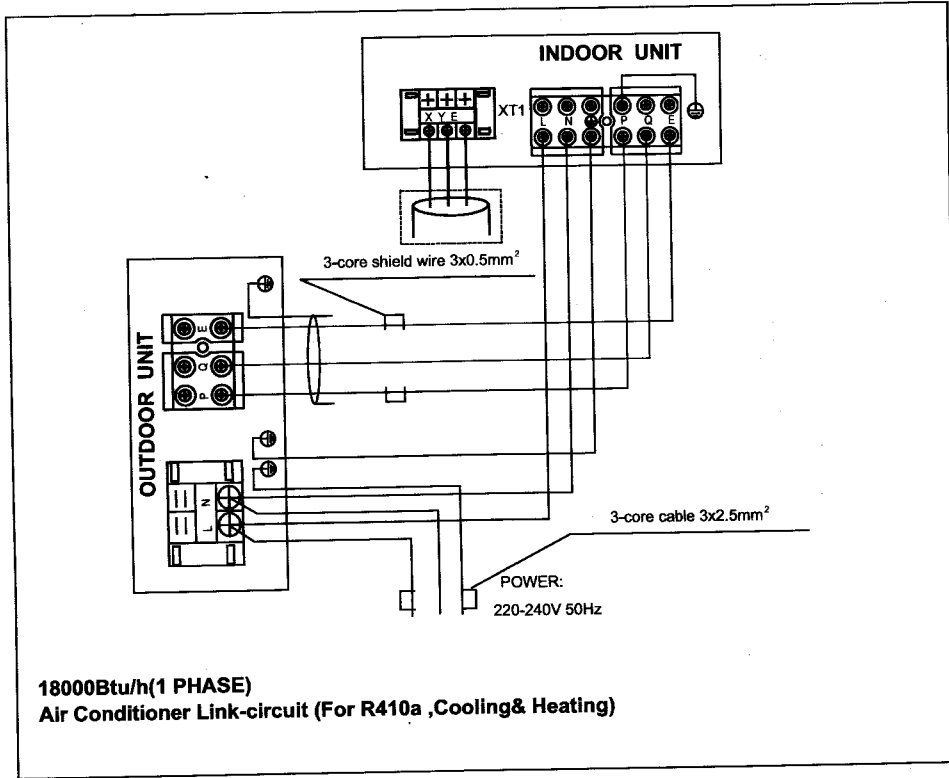 INDOOR UNIT
X Y E
XT1
L N P Q E
3-core shield wire 3x0.5mm²
OUTDOOR UNIT
E
Q
P
N
L
3-core cable 3x2.5mm²
POWER:
220-240V 50Hz
18000Btu/h(1 PHASE)
Air Conditioner Link-circuit (For R410a ,Cooling& Heating)